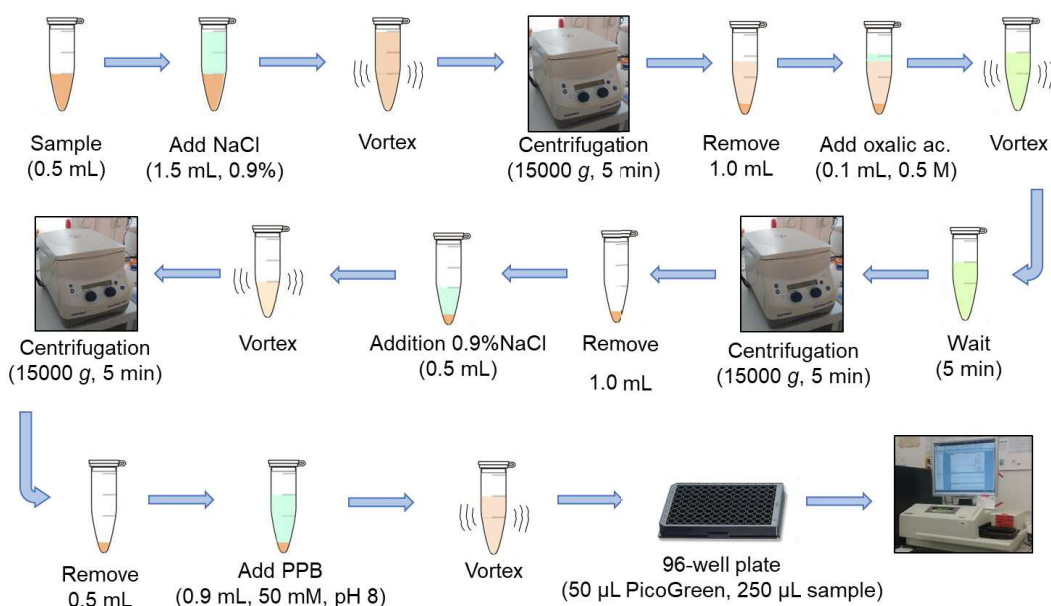 Sample
(0.5 mL)
Add NaCl
(1.5 mL, 0.9%)
Vortex
Centrifugation
(15000 g, 5 min)
Remove
1.0 mL
Add oxalic ac.
(0.1 mL, 0.5 M)
Vortex
Wait
(5 min)
Centrifugation
(15000 g, 5 min)
Remove
1.0 mL
Addition 0.9%NaCl
(0.5 mL)
Vortex
Centrifugation
(15000 g, 5 min)
Remove
0.5 mL
Add PPB
(0.9 mL, 50 mM, pH 8)
Vortex
96-well plate
(50 µL PicoGreen, 250 µL sample)